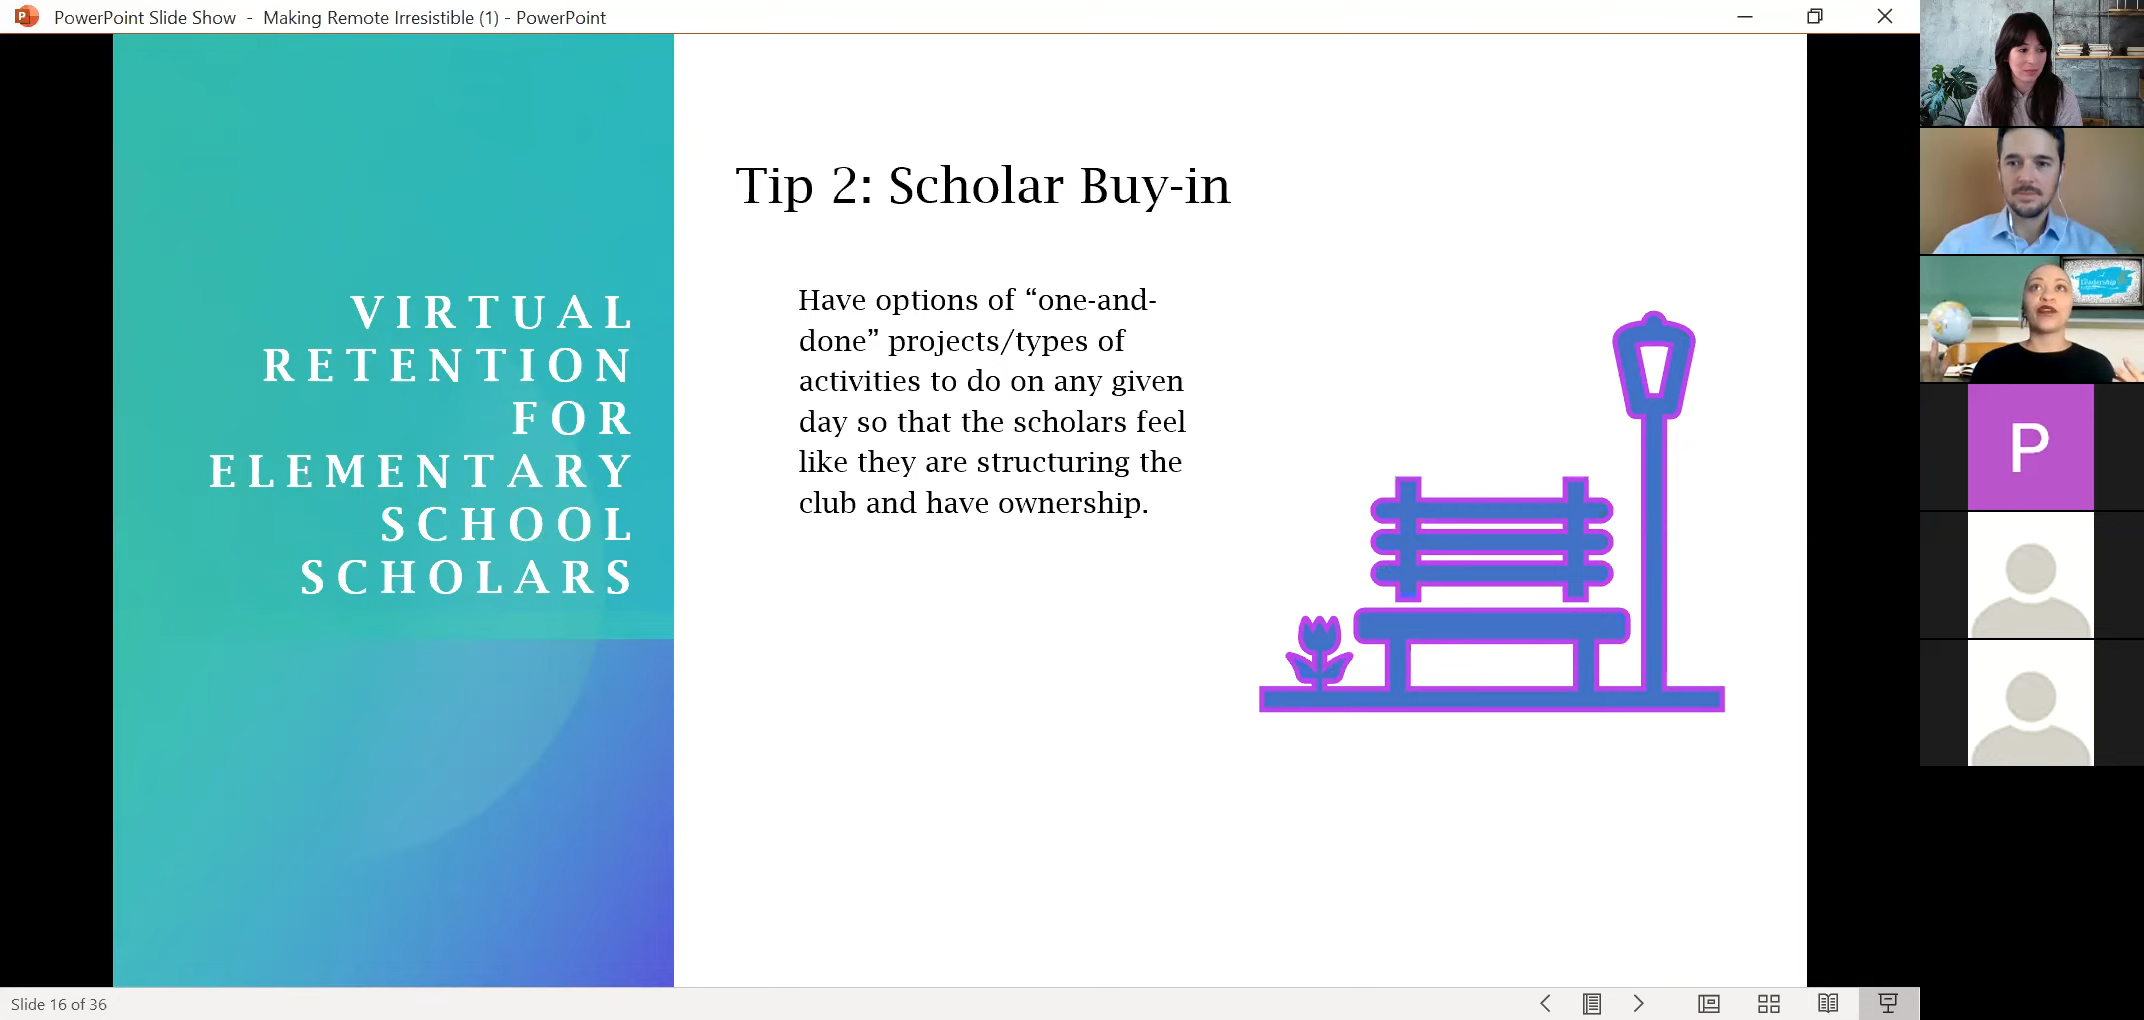 PowerPoint Slide Show - Making Remote Irresistible (1) - PowerPoint
VIRTUAL
RETENTION
FOR
ELEMENTARY
SCHOOL
SCHOLARS
Tip 2: Scholar Buy-in
Have options of “one-and-
done” projects/types of
activities to do on any given
day so that the scholars feel
like they are structuring the
club and have ownership.
Leadership
P
Slide 16 of 36